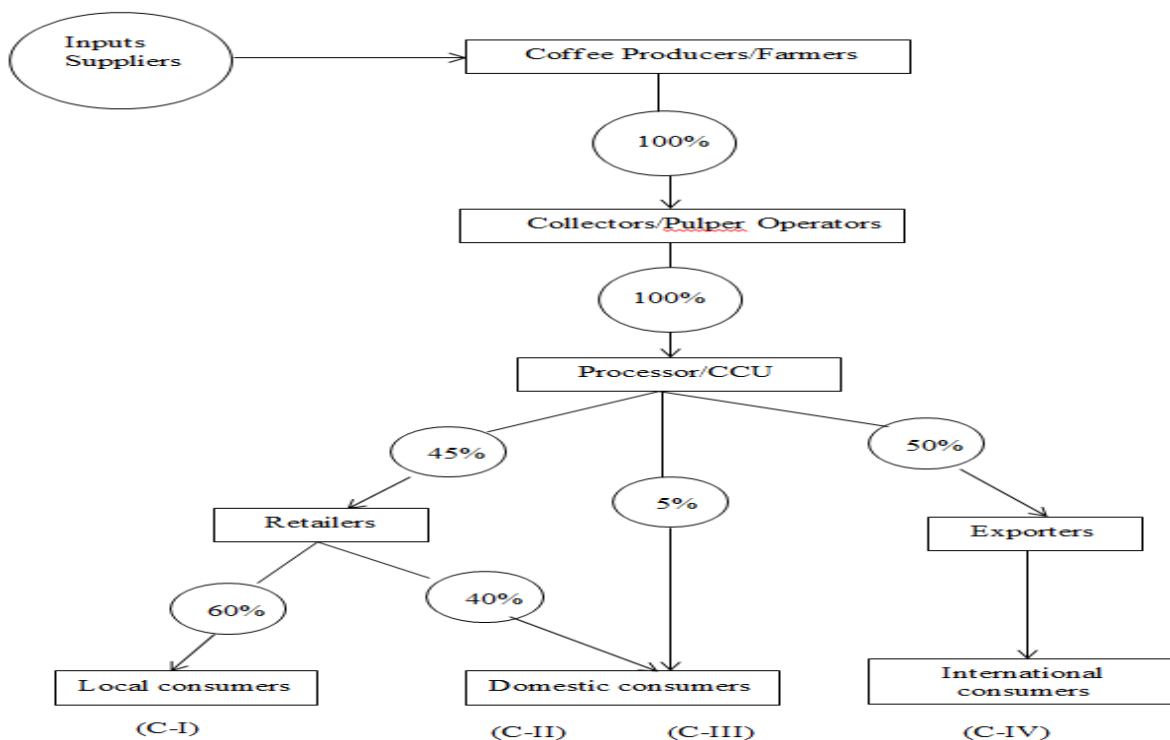 Inputs
Suppliers
Coffee Producers/Farmers
100%
Collectors/Pulper Operators
100%
Processor/CCU
45%
50%
5%
Retailers
Exporters
60%
40%
Local consumers
Domestic consumers
International
consumers
(C-I)
(C-II)
(C-III)
(C-IV)